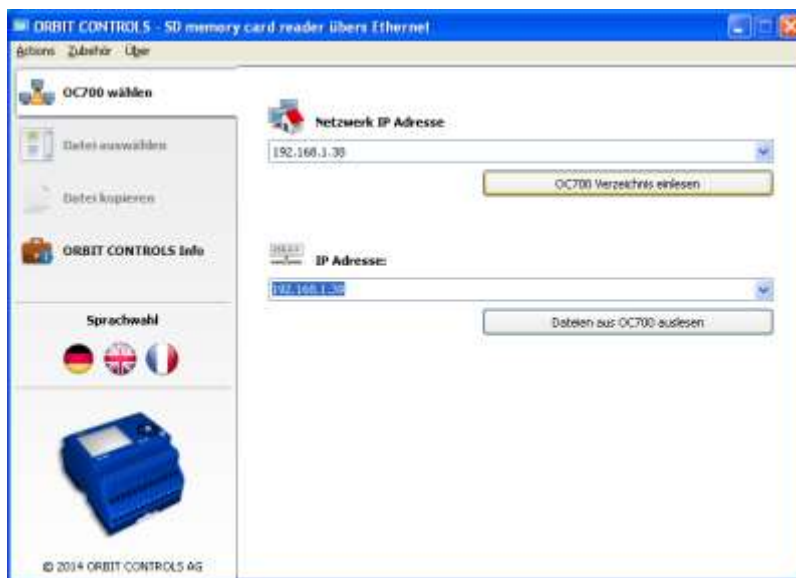 ORBIT CONTROLS - SD memory card reader übers Ethernet
Actions Zubehör Über
OC700 wählen
Datei auswählen
Datei kopieren
ORBIT CONTROLS Info
Sprachwahl
© 2014 ORBIT CONTROLS AG
Netzwerk IP Adresse
192.168.1.38
OC700 Verzeichnis einlesen
IP Adresse:
192.168.1.38
Dateien aus OC700 auslesen